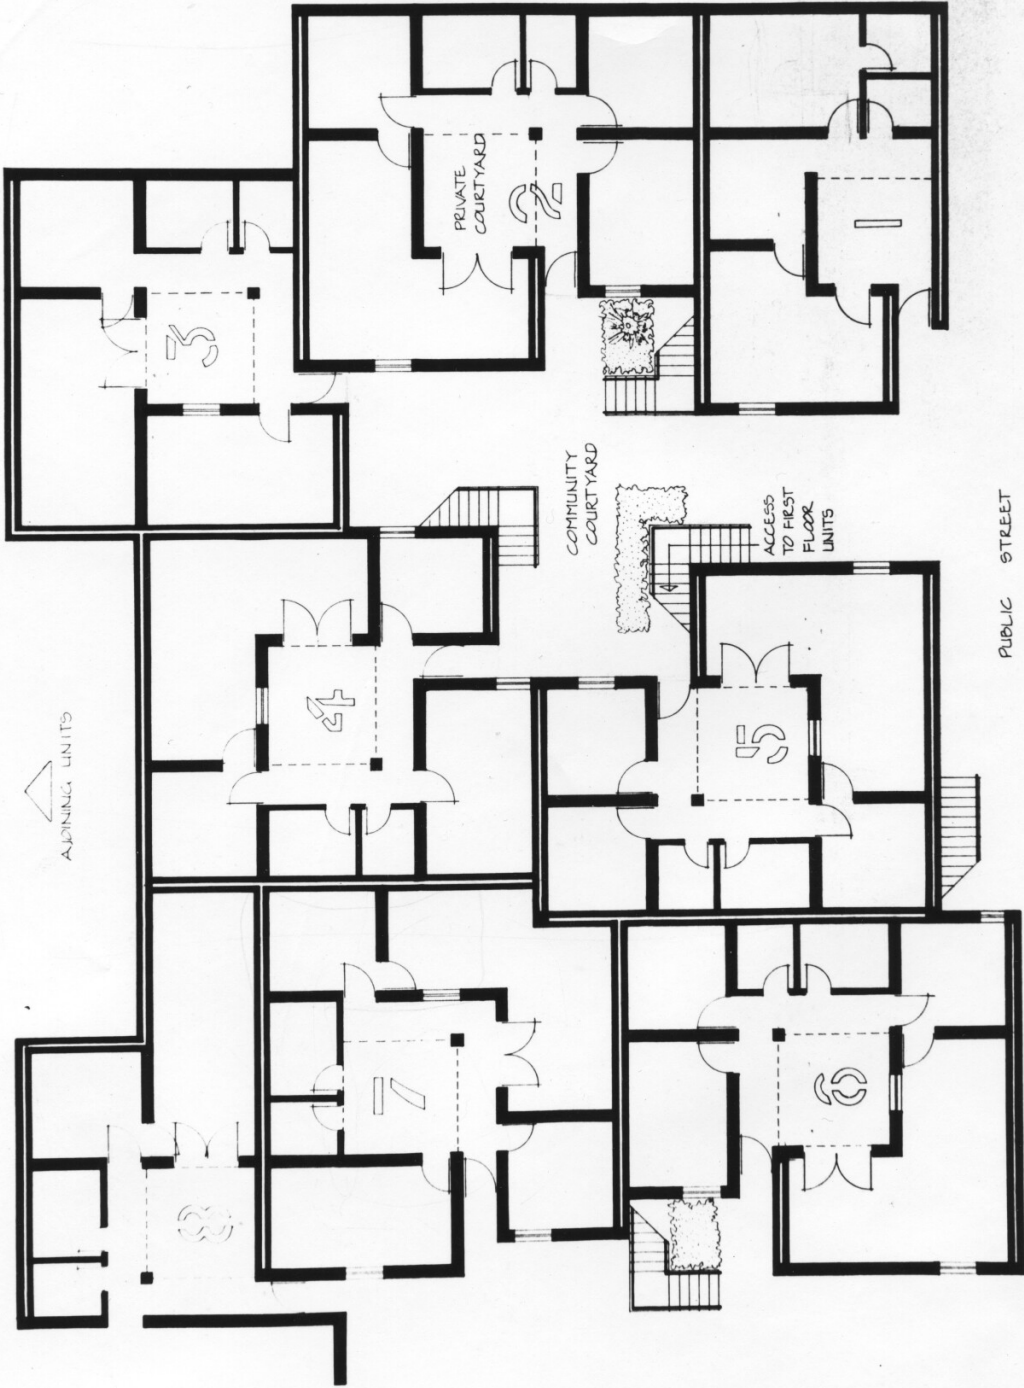 PRIVATE
COURTYARD
2
1
3
COMMUNITY
COURTYARD
ACCESS
TO FIRST
FLOOR
UNITS
PUBLIC STREET
4
5
AJOINING UNITS
6
7
8